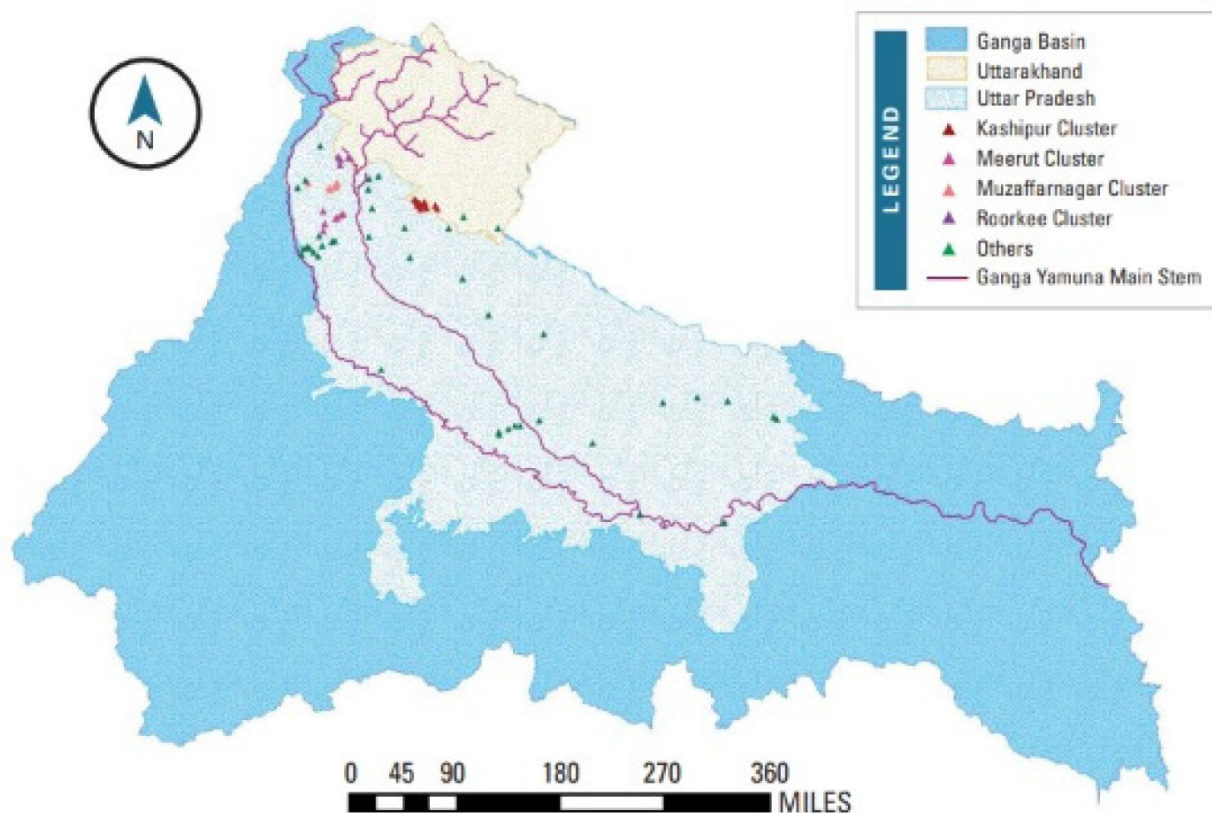 N
LEGEND
Ganga Basin
Uttarakhand
Uttar Pradesh
Kashipur Cluster
Meerut Cluster
Muzaffarnagar Cluster
Roorkee Cluster
Others
Ganga Yamuna Main Stem
0 45 90 180 270 360
MILES